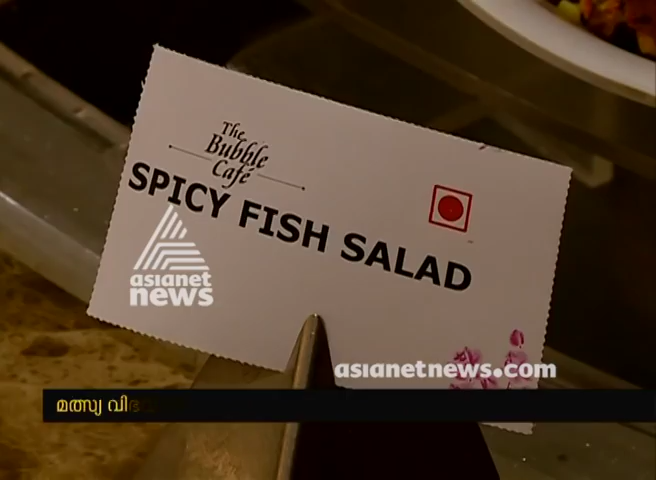 The
Bubble
Café
SPICY FISH SALAD
asianet
news
asianetnews.com
മത്സ്യ വിഭ